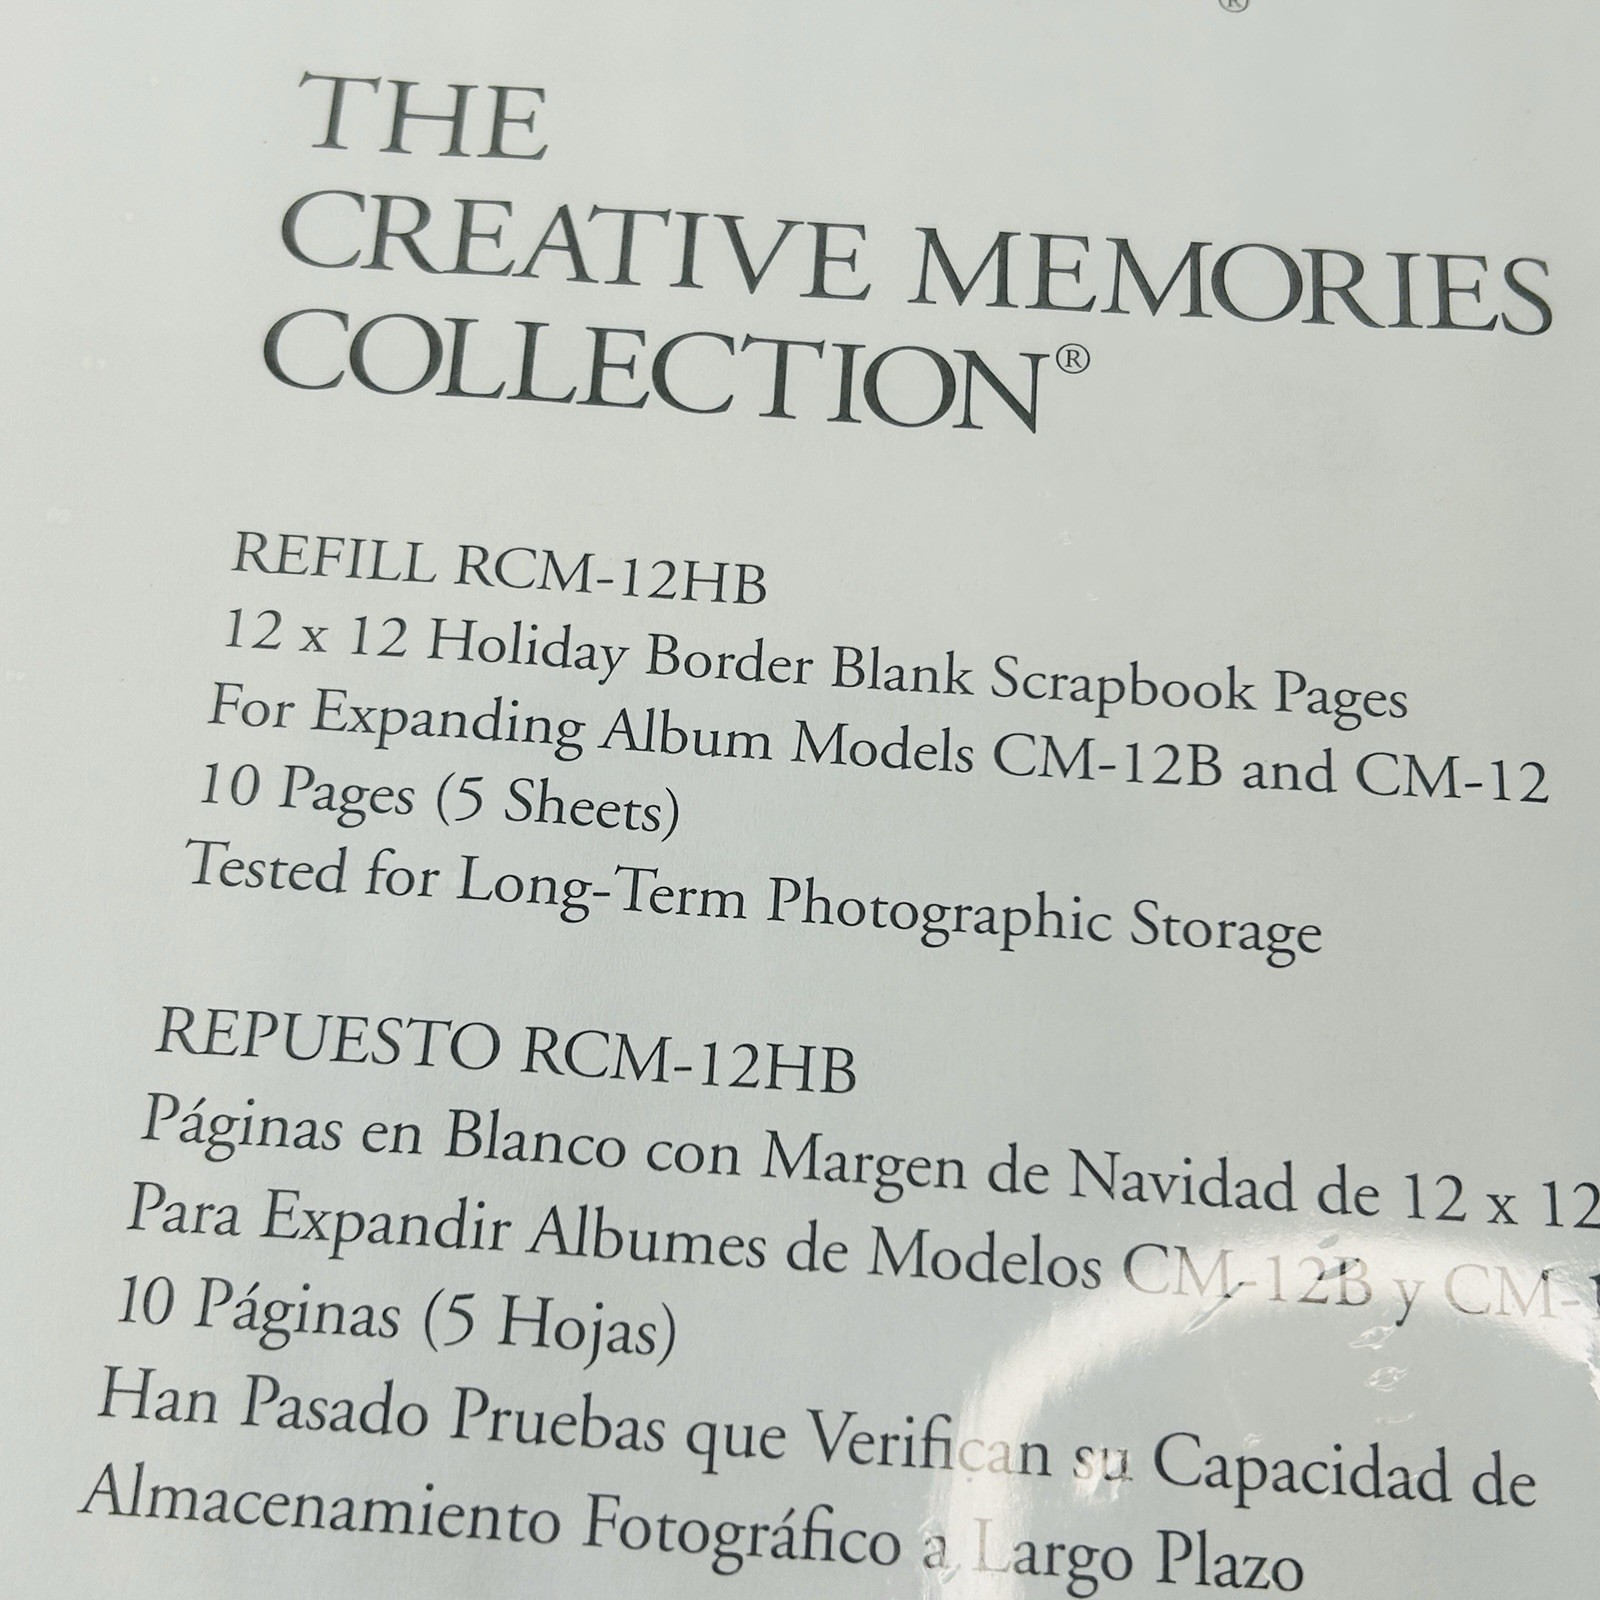 ®
THE
CREATIVE MEMORIES
COLLECTION®
REFILL RCM-12HB
12 x 12 Holiday Border Blank Scrapbook Pages
For Expanding Album Models CM-12B and CM-12
10 Pages (5 Sheets)
Tested for Long-Term Photographic Storage
REPUESTO RCM-12HB
Páginas en Blanco con Margen de Navidad de 12 x 12
Para Expandir Albumes de Modelos CM-12B y
10 Páginas (5 Hojas)
Han Pasado Pruebas que Verifican su Capacidad de
Almacenamiento Fotográfico a Largo Plazo